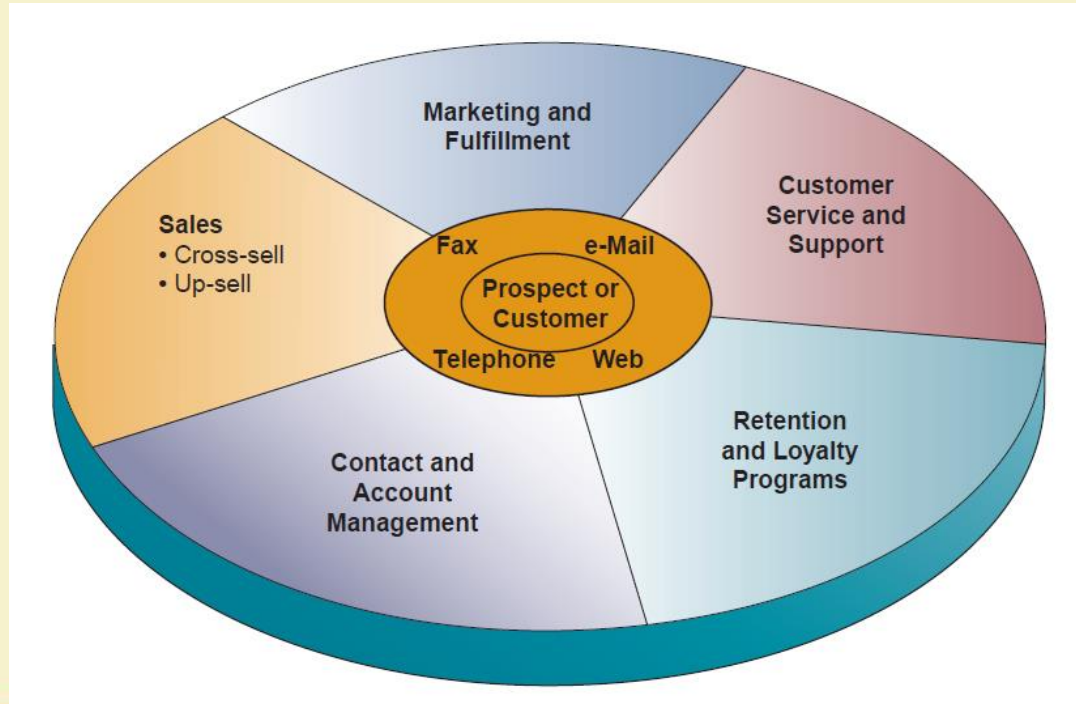 Marketing and
Fulfillment
Customer
Service and
Support
Sales
• Cross-sell
• Up-sell
Fax e-Mail
Prospect or
Customer
Telephone Web
Retention
and Loyalty
Programs
Contact and
Account
Management